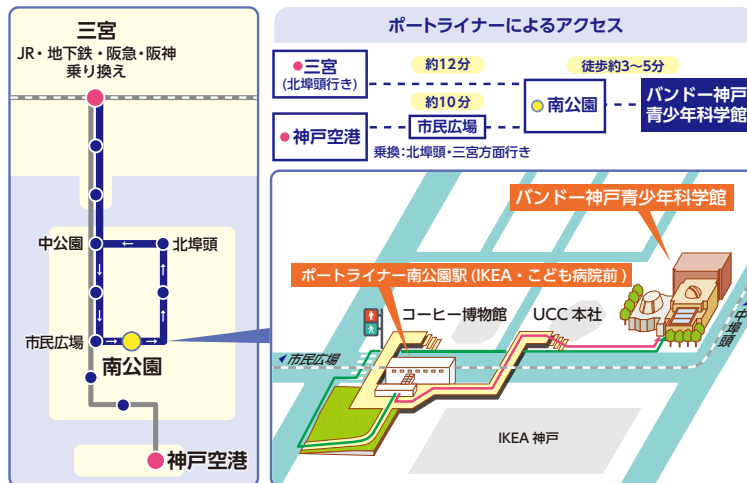 三宮
JR・地下鉄・阪急・阪神
乗り換え
中公園
北埠頭
市民広場
南公園
神戸空港
ポートライナーによるアクセス
三宮
(北埠頭行き)
約12分
徒歩約3～5分
神戸空港
約10分
市民広場
乗換:北埠頭・三宮方面行き
南公園
バンドー神戸
青少年科学館
バンドー神戸青少年科学館
ポートライナー南公園駅(IKEA・こども病院前)
コーヒー博物館
UCC本社
市民広場
中埠頭
IKEA 神戸